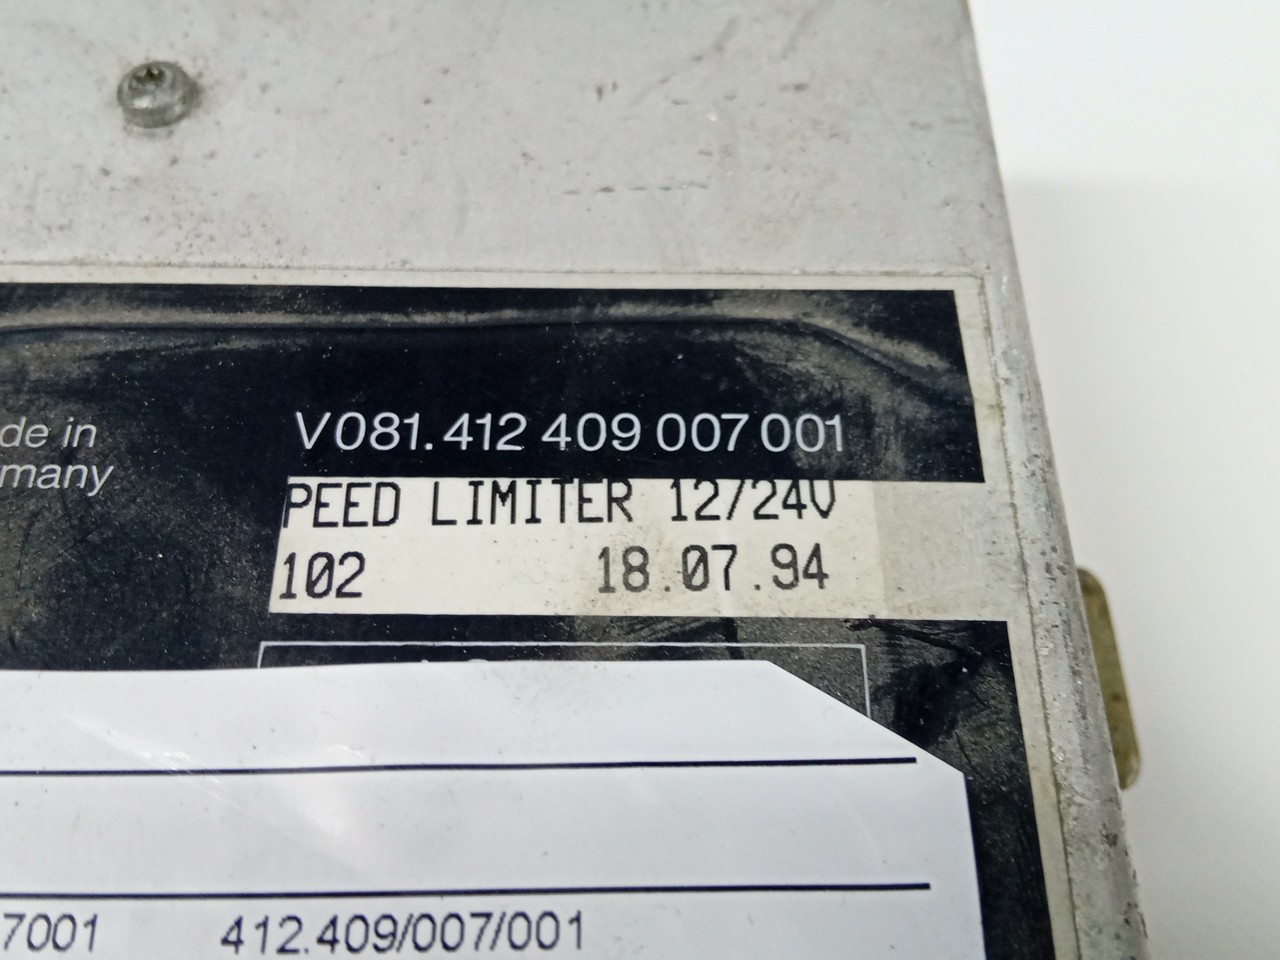 de in
many
V081.412 409 007 001
PEED LIMITER 12/24V
102 18.07.94
7001 412.409/007/001